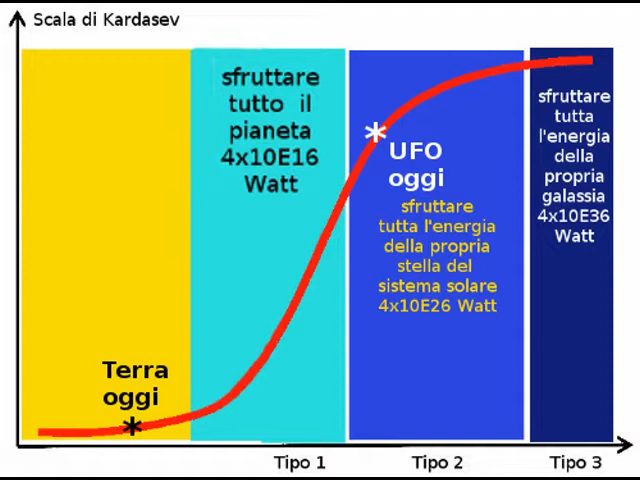 Scala di Kardasev
sfruttare
tutto il
pianeta
4x10E16
Watt
UFO
oggi
sfruttare
tutta l'energia
della propria
stella del
sistema solare
4x10E26 Watt
sfruttare
tutta
l'energia
della
propria
galassia
4x10E36
Watt
Terra
oggi
Tipo 1
Tipo 2
Tipo 3